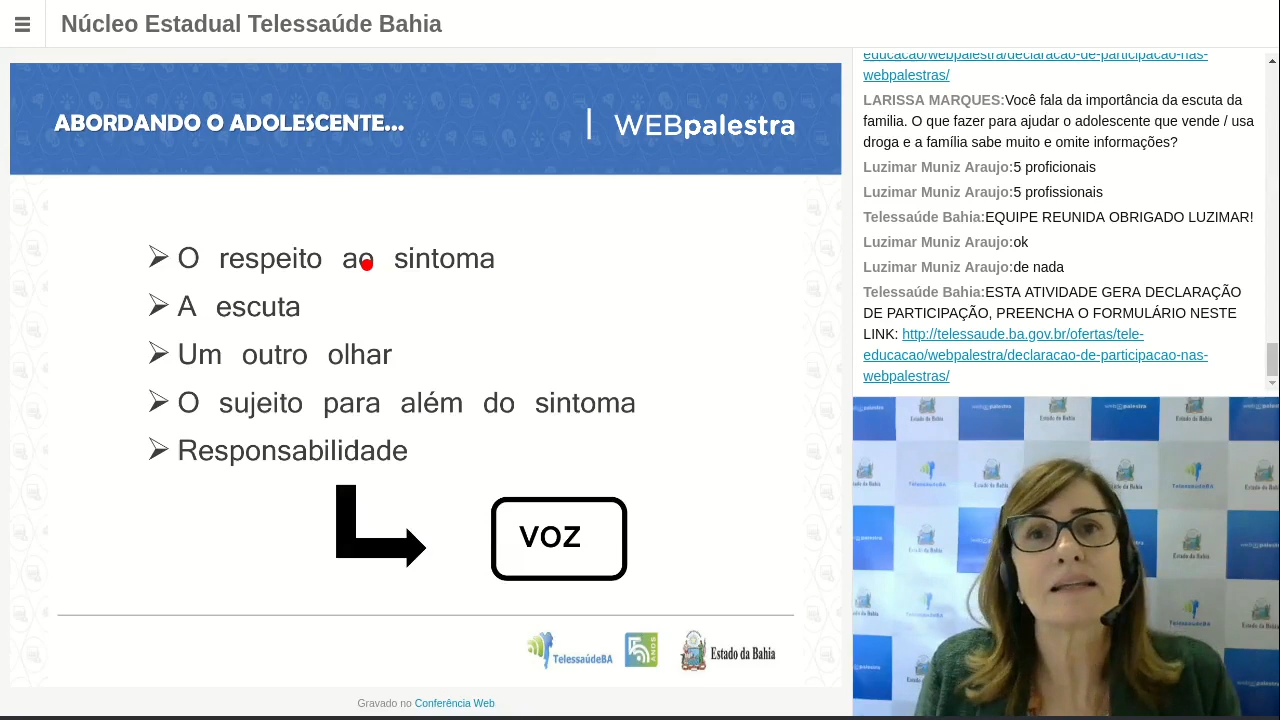 Núcleo Estadual Telessaúde Bahia
ABORDANDO O ADOLESCENTE...
WEBpalestra
O respeito ao sintoma
A escuta
Um outro olhar
O sujeito para além do sintoma
Responsabilidade
VOZ
TelessaúdeBA
ANOS
Estado da Bahia
Gravado no Conferência Web
educacao/webpalestra/declaracao-de-participacao-nas-
webpalestras/
LARISSA MARQUES:Você fala da importância da escuta da
familia. O que fazer para ajudar o adolescente que vende / usa
droga e a família sabe muito e omite informações?
Luzimar Muniz Araujo:5 proficionais
Luzimar Muniz Araujo:5 profissionais
Telessaúde Bahia:EQUIPE REUNIDA OBRIGADO LUZIMAR!
Luzimar Muniz Araujo:ok
Luzimar Muniz Araujo:de nada
Telessaúde Bahia:ESTA ATIVIDADE GERA DECLARAÇÃO
DE PARTICIPAÇÃO, PREENCHA O FORMULÁRIO NESTE
LINK: http://telessaude.ba.gov.br/ofertas/tele-
educacao/webpalestra/declaracao-de-participacao-nas-
webpalestras/
Estado da Bahia
TelessaúdeBA